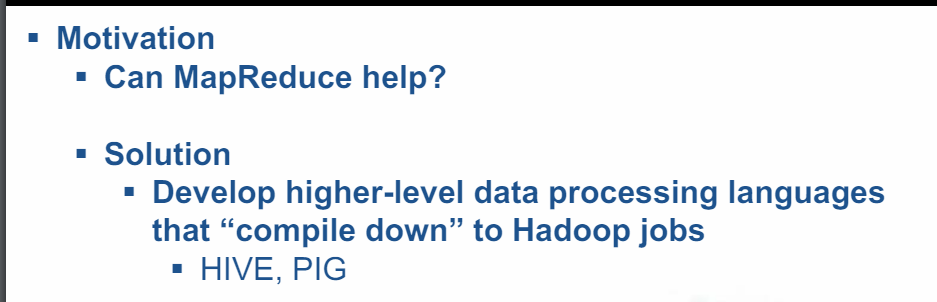 ▪ Motivation
▪ Can MapReduce help?
▪ Solution
▪ Develop higher-level data processing languages
that “compile down” to Hadoop jobs
▪ HIVE, PIG